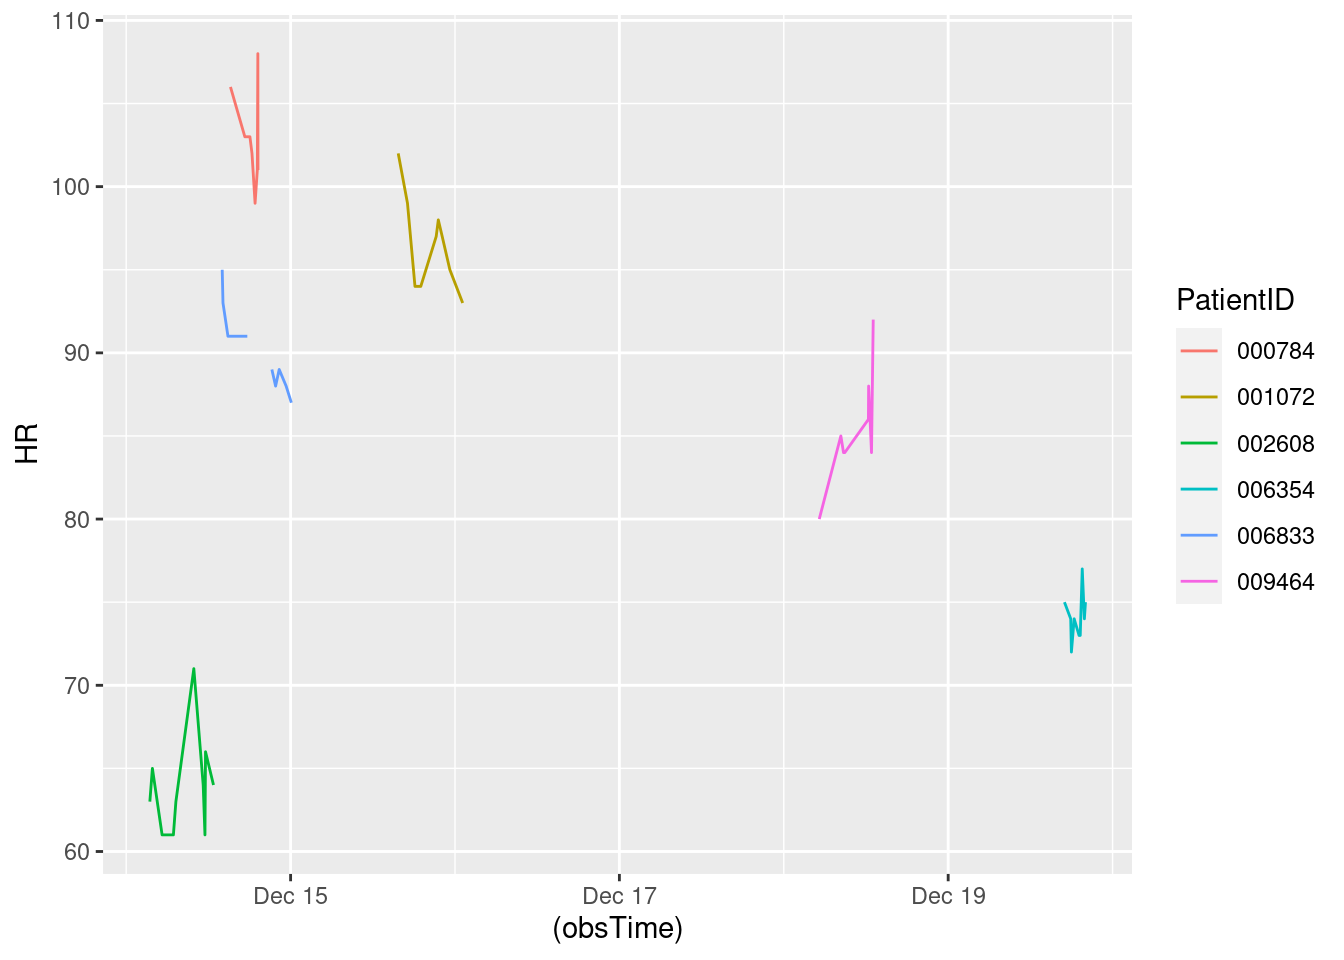 110
100
90
80
70
60
HR
Dec 15
Dec 17
Dec 19
(obsTime)
PatientID
000784
001072
002608
006354
006833
009464